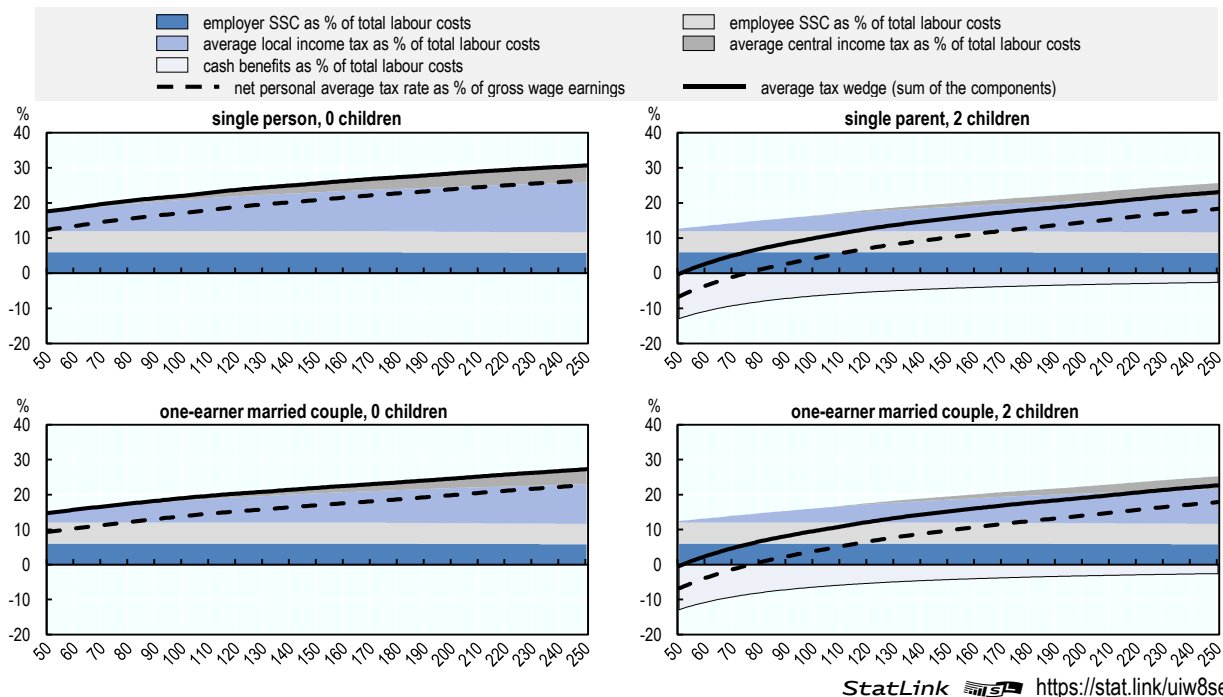 employer SSC as % of total labour costs
employee SSC as % of total labour costs
average local income tax as % of total labour costs
average central income tax as % of total labour costs
cash benefits as % of total labour costs
net personal average tax rate as % of gross wage earnings
average tax wedge (sum of the components)
%
single person, 0 children
40
30
20
10
0
-10
-20
50 60 70 80 90 100 110 120 130 140 150 160 170 180 190 200 210 220 230 240 250
%
single parent, 2 children
40
30
20
10
0
-10
-20
50 60 70 80 90 100 110 120 130 140 150 160 170 180 190 200 210 220 230 240 250
%
one-earner married couple, 0 children
40
30
20
10
0
-10
-20
50 60 70 80 90 100 110 120 130 140 150 160 170 180 190 200 210 220 230 240 250
%
one-earner married couple, 2 children
40
30
20
10
0
-10
-20
50 60 70 80 90 100 110 120 130 140 150 160 170 180 190 200 210 220 230 240 250
StatLink https://stat.link/uiw8se